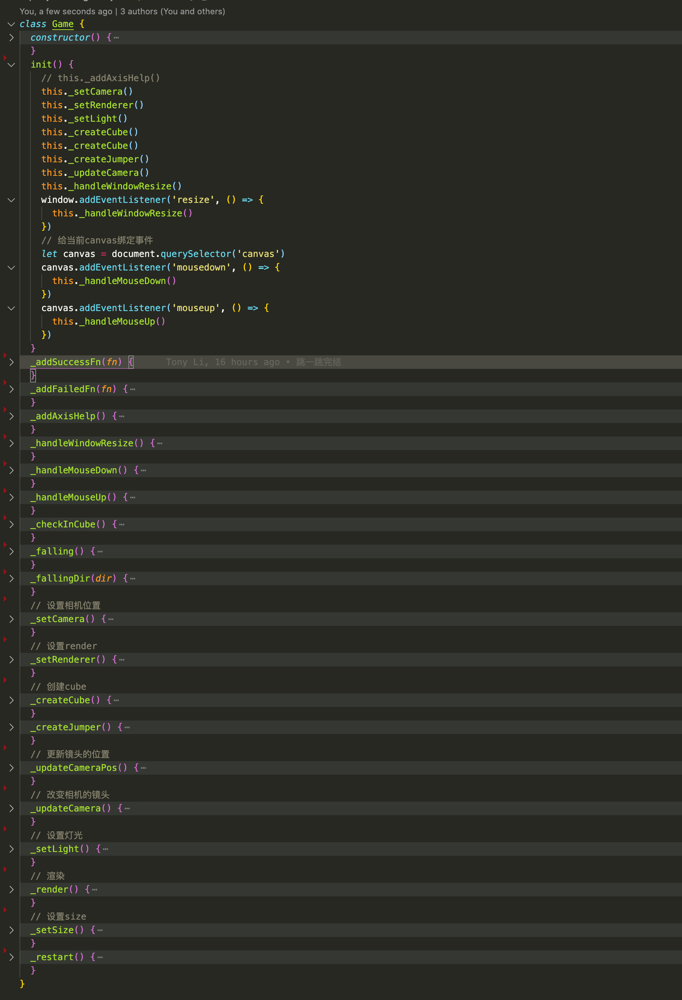 You, a few seconds ago | 3 authors (You and others)
class Game {
constructor() {⋯
}
init() {
// this._addAxisHelp()
this._setCamera()
this._setRenderer()
this._setLight()
this._createCube()
this._createCube()
this._createJumper()
this._updateCamera()
this._handleWindowResize()
window.addEventListener('resize', () => {
this._handleWindowResize()
})
// 给当前canvas绑定事件
let canvas = document.querySelector('canvas')
canvas.addEventListener('mousedown', () => {
this._handleMouseDown()
})
canvas.addEventListener('mouseup', () => {
this._handleMouseUp()
})
}
_addSuccessFn(fn) { Tony Li, 16 hours ago • 跳一跳完结
}
_addFailedFn(fn) {⋯
}
_addAxisHelp() {⋯
}
_handleWindowResize() {⋯
}
_handleMouseDown() {⋯
}
_handleMouseUp() {⋯
}
_checkInCube() {⋯
}
_falling() {⋯
}
_fallingDir(dir) {⋯
}
// 设置相机位置
_setCamera() {⋯
}
// 设置render
_setRenderer() {⋯
}
// 创建cube
_createCube() {⋯
}
_createJumper() {⋯
}
// 更新镜头的位置
_updateCameraPos() {⋯
}
// 改变相机的镜头
_updateCamera() {⋯
}
// 设置灯光
_setLight() {⋯
}
// 渲染
_render() {⋯
}
// 设置size
_setSize() {⋯
}
_restart() {⋯
}
}